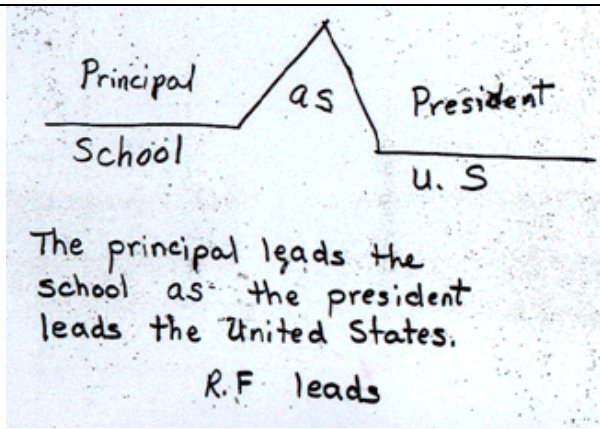 Principal as President
School U. S
The principal leads the
school as the president
leads the United States.
R.F leads